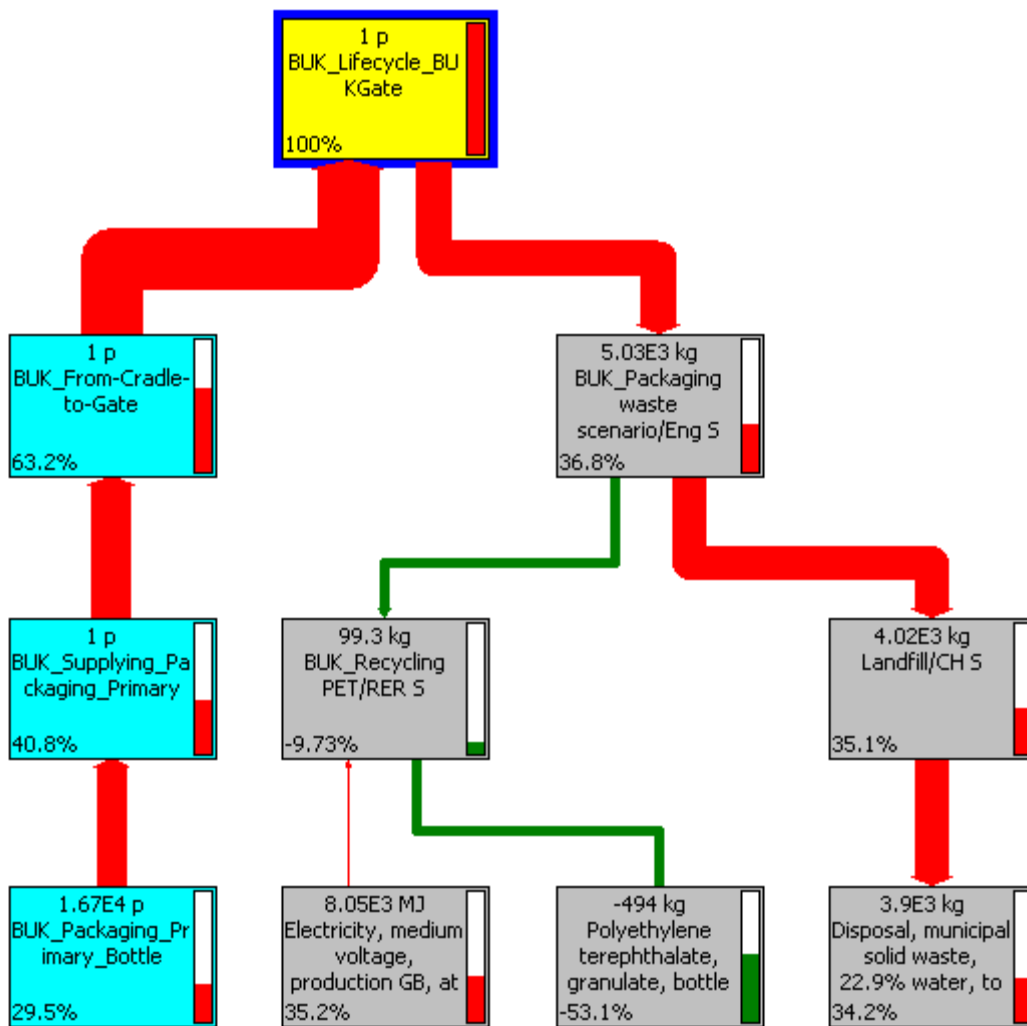 1 p
BUK_Lifecycle_BU
KGate
100%
1 p
BUK_From-Cradle-
to-Gate
63.2%
5.03E3 kg
BUK_Packaging
waste
scenario/Eng S
36.8%
1 p
BUK_Supplying_Pa
ckaging_Primary
40.8%
99.3 kg
BUK_Recycling
PET/RER S
-9.73%
4.02E3 kg
Landfill/CH S
35.1%
1.67E4 p
BUK_Packaging_Pr
imary_Bottle
29.5%
8.05E3 MJ
Electricity, medium
voltage,
production GB, at
35.2%
-494 kg
Polyethylene
terephthalate,
granulate, bottle
-53.1%
3.9E3 kg
Disposal, municipal
solid waste,
22.9% water, to
34.2%